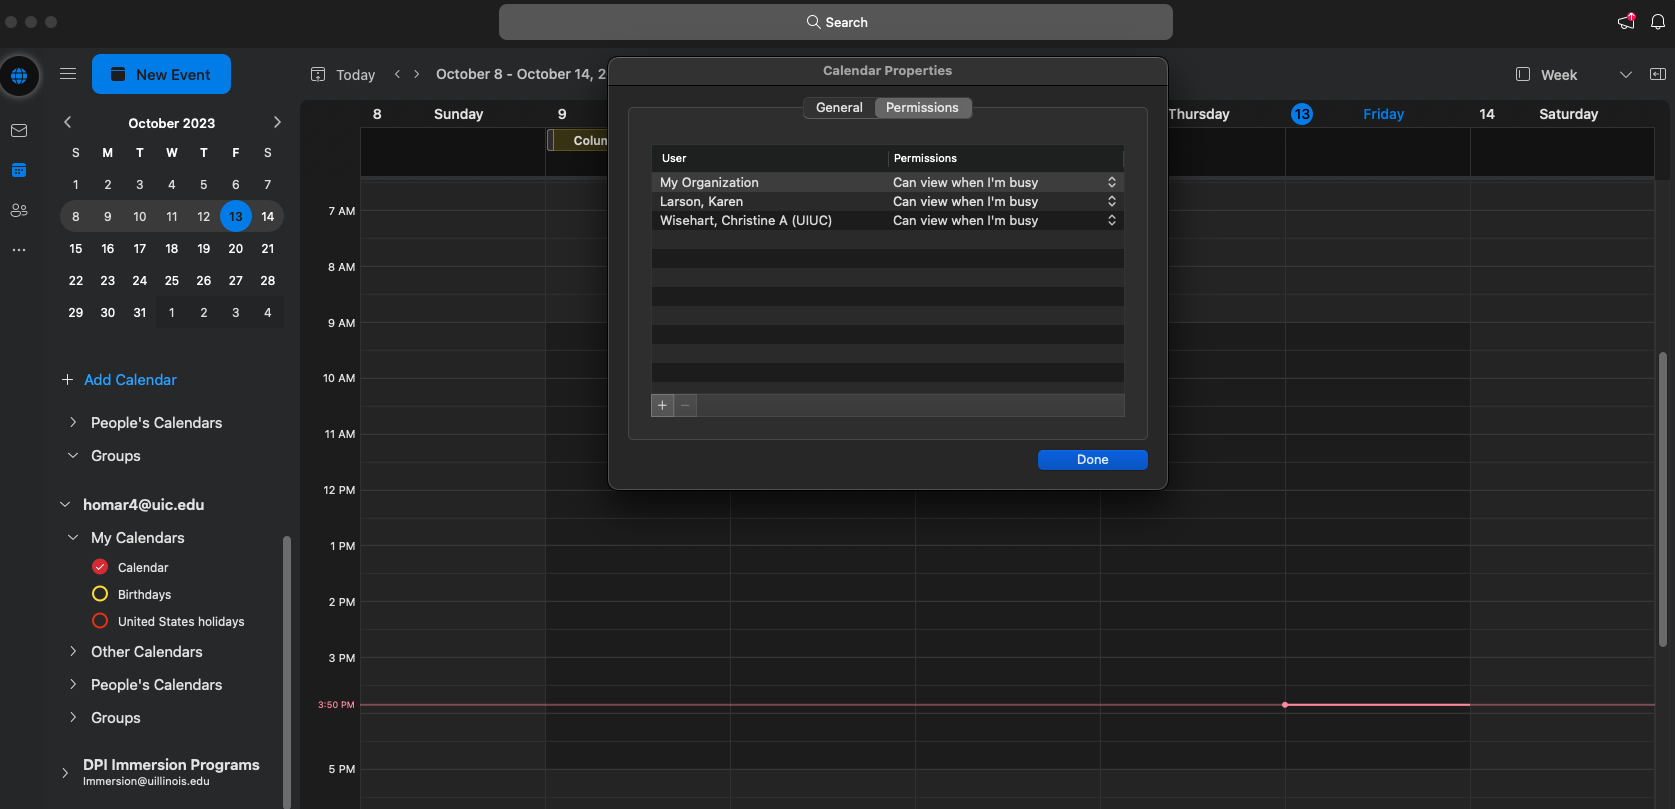 Search
New Event
Today
October 8 - October 14, 2
Week
Calendar Properties
General
Permissions
User
Permissions
My Organization
Can view when I'm busy
Larson, Karen
Can view when I'm busy
Wisehart, Christine A (UIUC)
Can view when I'm busy
+
−
Done
8 Sunday
9
Thursday
13 Friday
14 Saturday
Colum
7 AM
8 AM
9 AM
10 AM
11 AM
12 PM
1 PM
2 PM
3 PM
3:50 PM
5 PM
October 2023
S M T W T F S
1 2 3 4 5 6 7
8 9 10 11 12 13 14
15 16 17 18 19 20 21
22 23 24 25 26 27 28
29 30 31 1 2 3 4
+ Add Calendar
People's Calendars
Groups
homar4@uic.edu
My Calendars
Calendar
Birthdays
United States holidays
Other Calendars
People's Calendars
Groups
DPI Immersion Programs
Immersion@uillinois.edu